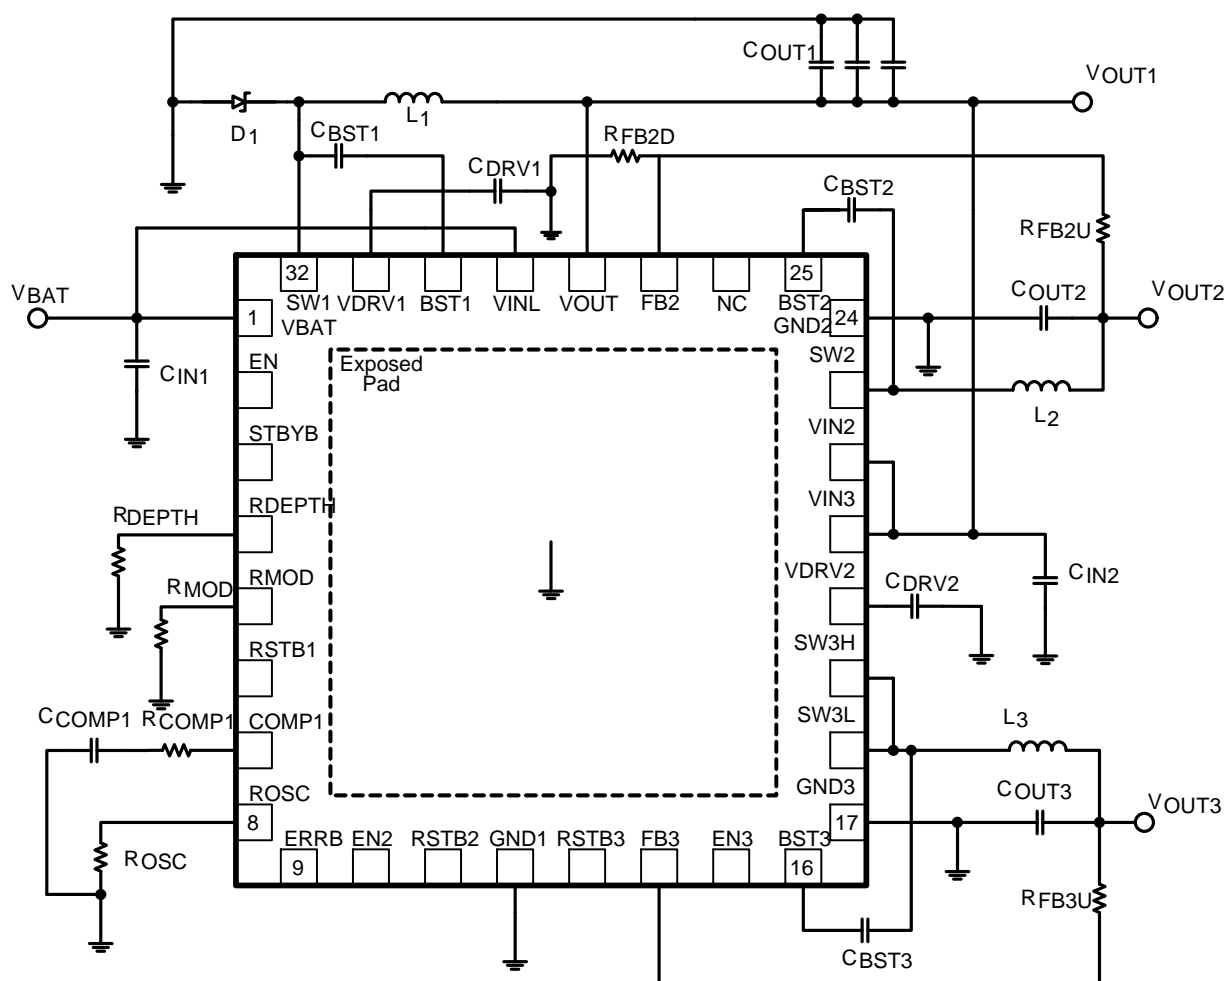 COUT1
VOUT1
D1
L1
CBST1
RFB2D
CDRV1
CBST2
RFB2U
32
25
SW1
VDRV1
BST1
VINL
VOUT
FB2
NC
BST2
VBAT
COUT2
VOUT2
1
VBAT
GND2
24
CIN1
EN
Exposed
Pad
SW2
L2
STBYB
VIN2
RDEPTH
RDEPTH
VIN3
RMOD
RMOD
VDRV2
CDRV2
CIN2
RSTB1
SW3H
CCOMP1
RCOMP1
COMP1
SW3L
L3
ROSC
GND3
COUT3
VOUT3
8
17
ROSC
ERRB
EN2
RSTB2
GND1
RSTB3
FB3
EN3
BST3
9
16
RFB3U
CBST3